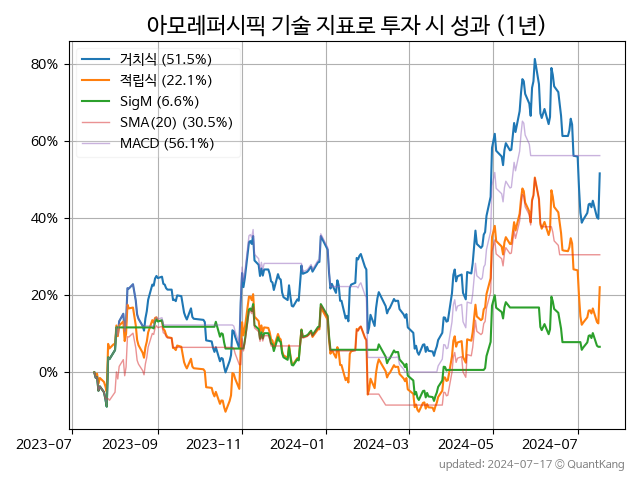 아모레퍼시픽 기술 지표로 투자 시 성과 (1년)
거치식 (51.5%)
적립식 (22.1%)
SigM (6.6%)
SMA(20) (30.5%)
MACD (56.1%)
80%
60%
40%
20%
0%
2023-07
2023-09
2023-11
2024-01
2024-03
2024-05
2024-07
updated: 2024-07-17 ⓒ QuantKang